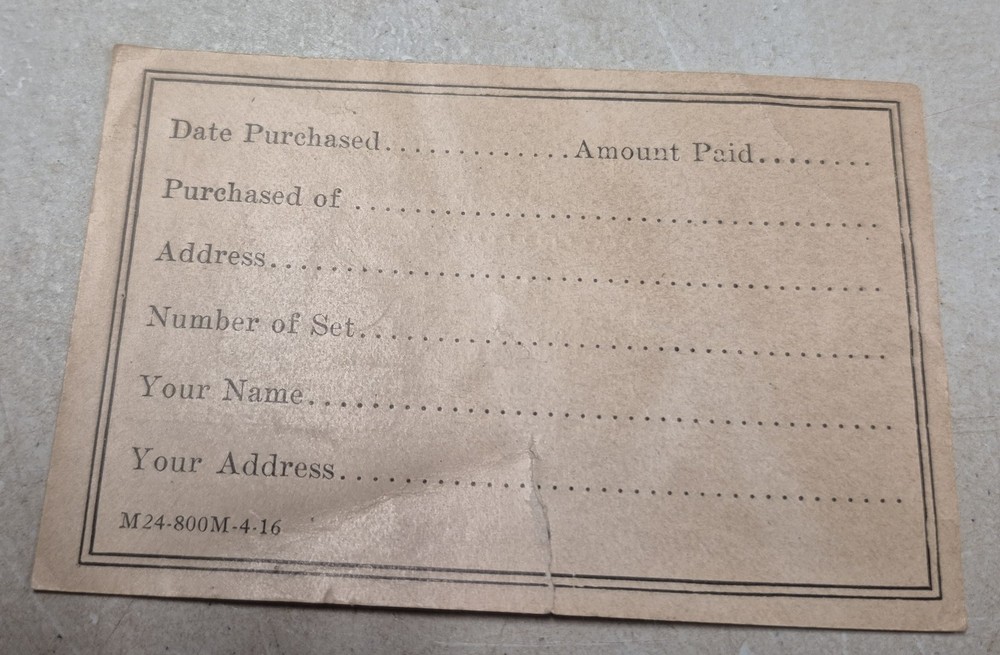 Date Purchased.............Amount Paid........
Purchased of ....................................
Address..........................................
Number of Set....................................
Your Name........................................
Your Address.....................................
M24-800M-4-16